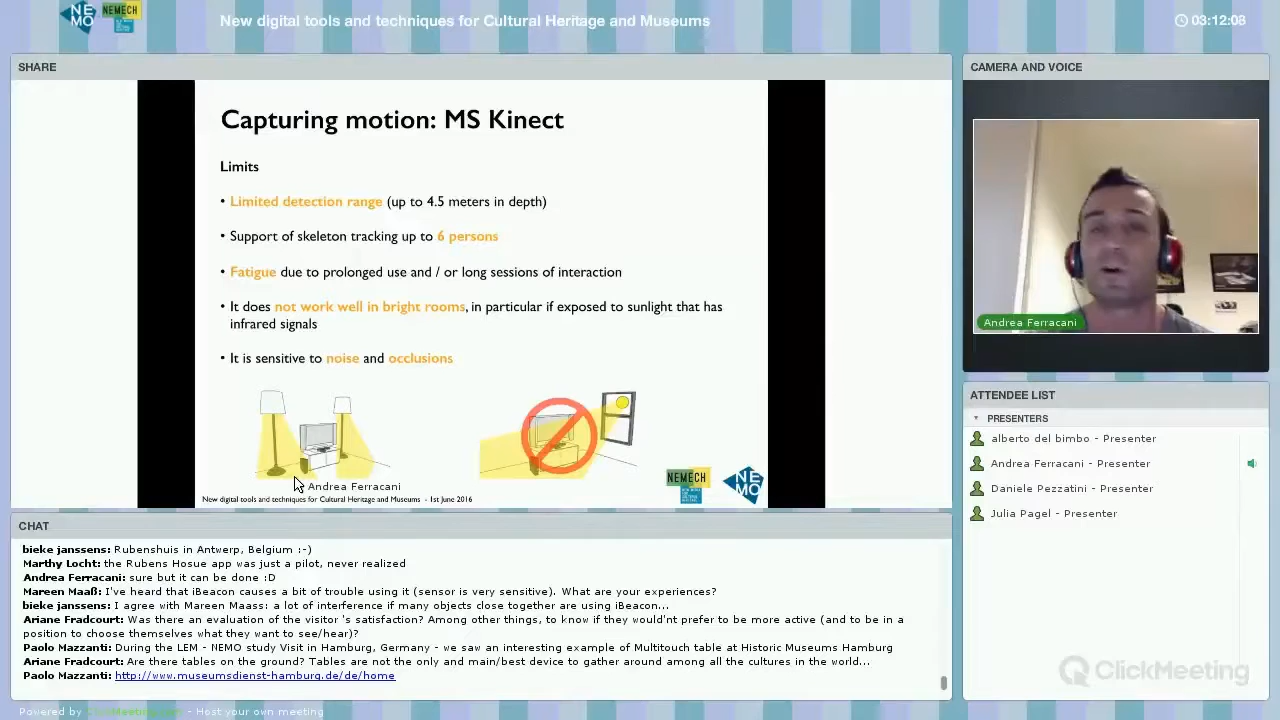 NE
MO
NEMECH
New digital tools and techniques for Cultural Heritage and Museums
03:12:08
SHARE
Capturing motion: MS Kinect
Limits
• Limited detection range (up to 4.5 meters in depth)
• Support of skeleton tracking up to 6 persons
• Fatigue due to prolonged use and / or long sessions of interaction
• It does not work well in bright rooms, in particular if exposed to sunlight that has
infrared signals
• It is sensitive to noise and occlusions
Andrea Ferracani
New digital tools and techniques for Cultural Heritage and Museums - 1st June 2016
NEMECH
NE
MO
CAMERA AND VOICE
Andrea Ferracani
ATTENDEE LIST
PRESENTERS
alberto del bimbo - Presenter
Andrea Ferracani - Presenter
Daniele Pezzatini - Presenter
Julia Pagel - Presenter
CHAT
bieke janssens: Rubenshuis in Antwerp, Belgium :-)
Marthy Locht: the Rubens Hosue app was just a pilot, never realized
Andrea Ferracani: sure but it can be done :D
Mareen Maaß: I've heard that iBeacon causes a bit of trouble using it (sensor is very sensitive). What are your experiences?
bieke janssens: I agree with Mareen Maass: a lot of interference if many objects close together are using iBeacon...
Ariane Fradcourt: Was there an evaluation of the visitor 's satisfaction? Among other things, to know if they would'nt prefer to be more active (and to be in a
position to choose themselves what they want to see/hear)?
Paolo Mazzanti: During the LEM - NEMO study Visit in Hamburg, Germany - we saw an interesting example of Multitouch table at Historic Museums Hamburg
Ariane Fradcourt: Are there tables on the ground? Tables are not the only and main/best device to gather around among all the cultures in the world...
Paolo Mazzanti: http://www.museumsdienst-hamburg.de/de/home
ClickMeeting
Powered by ClickMeeting.com - Host your own meeting